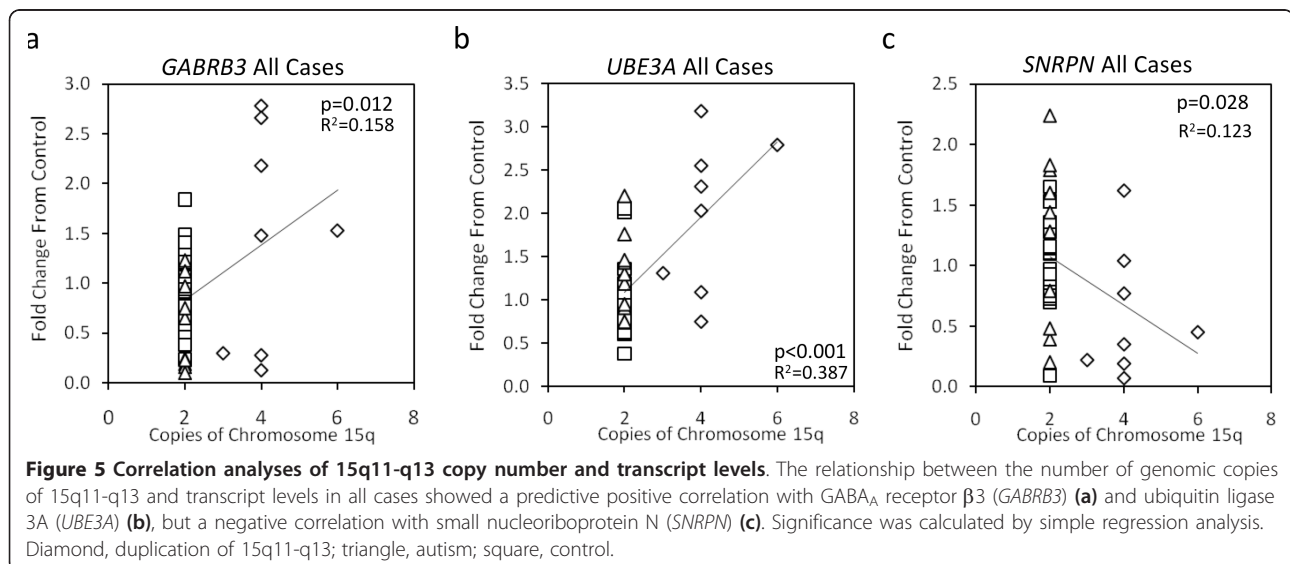 a
GABRB3 All Cases
p=0.012
R²=0.158
Fold Change From Control
3.0
2.5
2.0
1.5
1.0
0.5
0.0
0 2 4 6 8
Copies of Chromosome 15q
b
UBE3A All Cases
p<0.001
R²=0.387
Fold Change From Control
3.5
3.0
2.5
2.0
1.5
1.0
0.5
0.0
0 2 4 6 8
Copies of Chromosome 15q
c
SNRPN All Cases
p=0.028
R²=0.123
Fold Change From Control
2.5
2.0
1.5
1.0
0.5
0.0
0 2 4 6 8
Copies of Chromosome 15q
Figure 5 Correlation analyses of 15q11-q13 copy number and transcript levels. The relationship between the number of genomic copies
of 15q11-q13 and transcript levels in all cases showed a predictive positive correlation with GABAA receptor β3 (GABRB3) (a) and ubiquitin ligase
3A (UBE3A) (b), but a negative correlation with small nucleoriboprotein N (SNRPN) (c). Significance was calculated by simple regression analysis.
Diamond, duplication of 15q11-q13; triangle, autism; square, control.